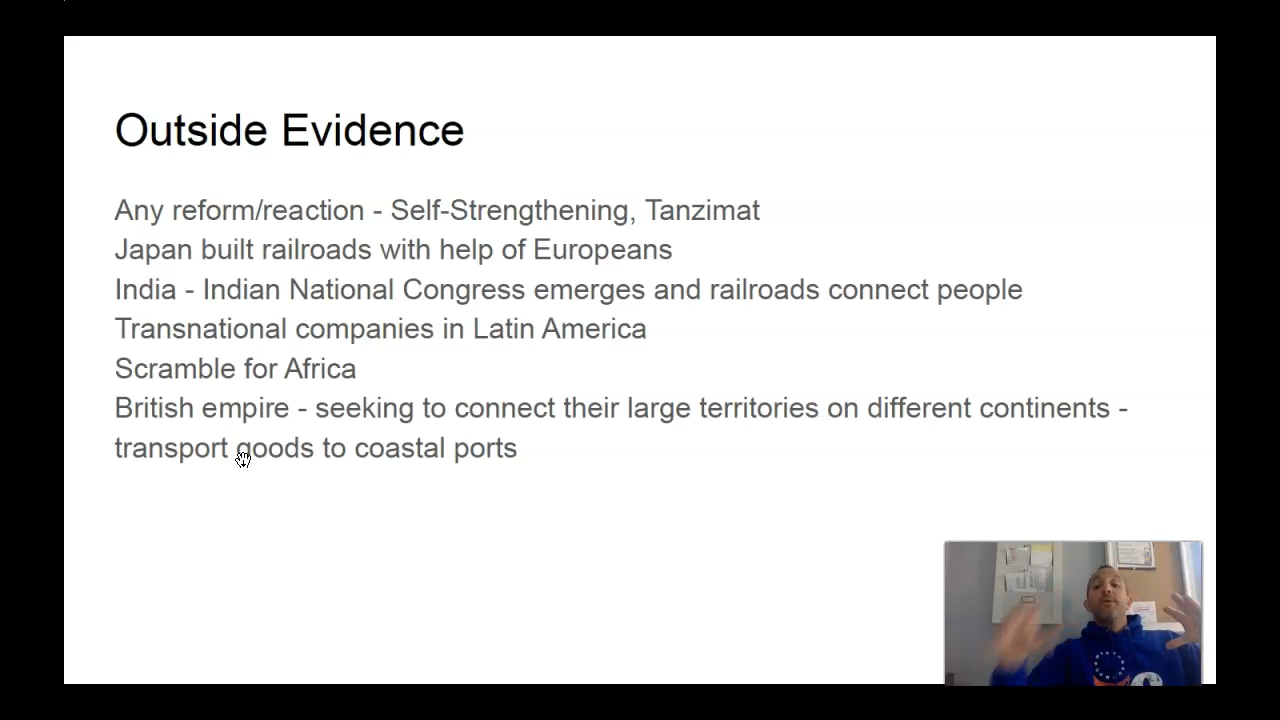 Outside Evidence
Any reform/reaction - Self-Strengthening, Tanzimat
Japan built railroads with help of Europeans
India - Indian National Congress emerges and railroads connect people
Transnational companies in Latin America
Scramble for Africa
British empire - seeking to connect their large territories on different continents -
transport goods to coastal ports